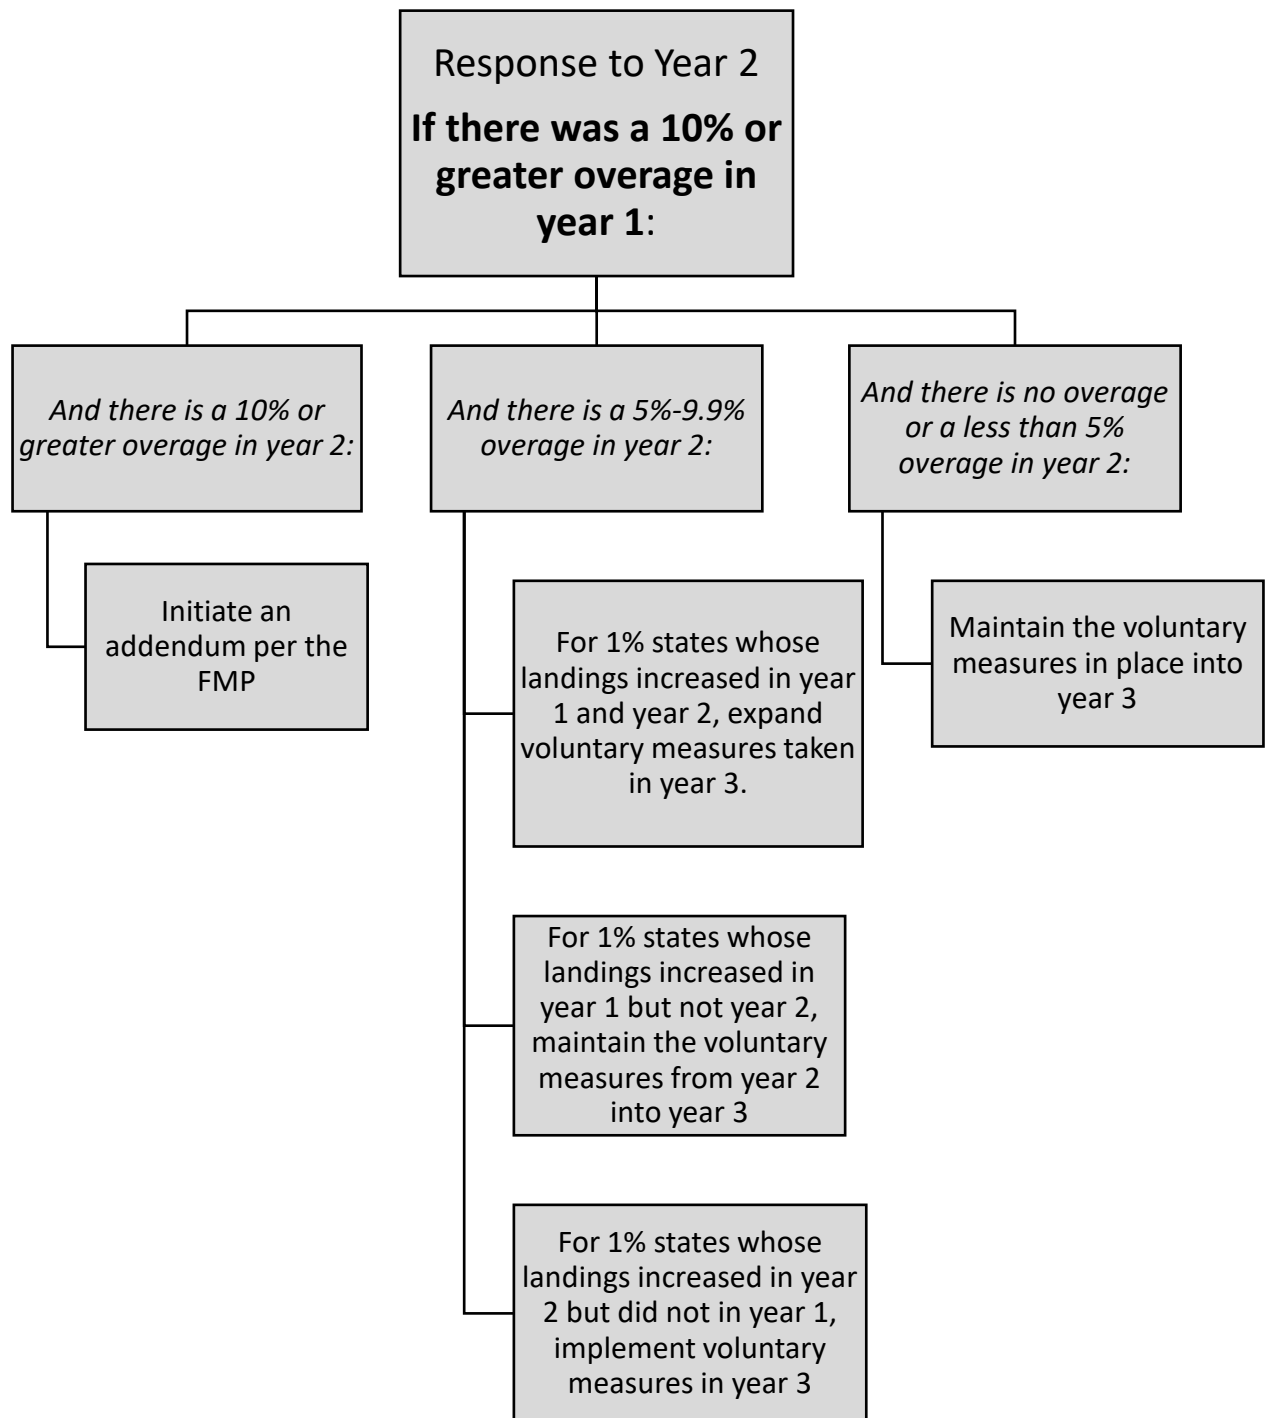 Response to Year 2
If there was a 10% or
greater overage in
year 1:
And there is a 10% or
greater overage in year 2:
Initiate an
addendum per the
FMP
And there is a 5%-9.9%
overage in year 2:
For 1% states whose
landings increased in year
1 and year 2, expand
voluntary measures taken
in year 3.
For 1% states whose
landings increased in
year 1 but not year 2,
maintain the voluntary
measures from year 2
into year 3
For 1% states whose
landings increased in year
2 but did not in year 1,
implement voluntary
measures in year 3
And there is no overage
or a less than 5%
overage in year 2:
Maintain the voluntary
measures in place into
year 3